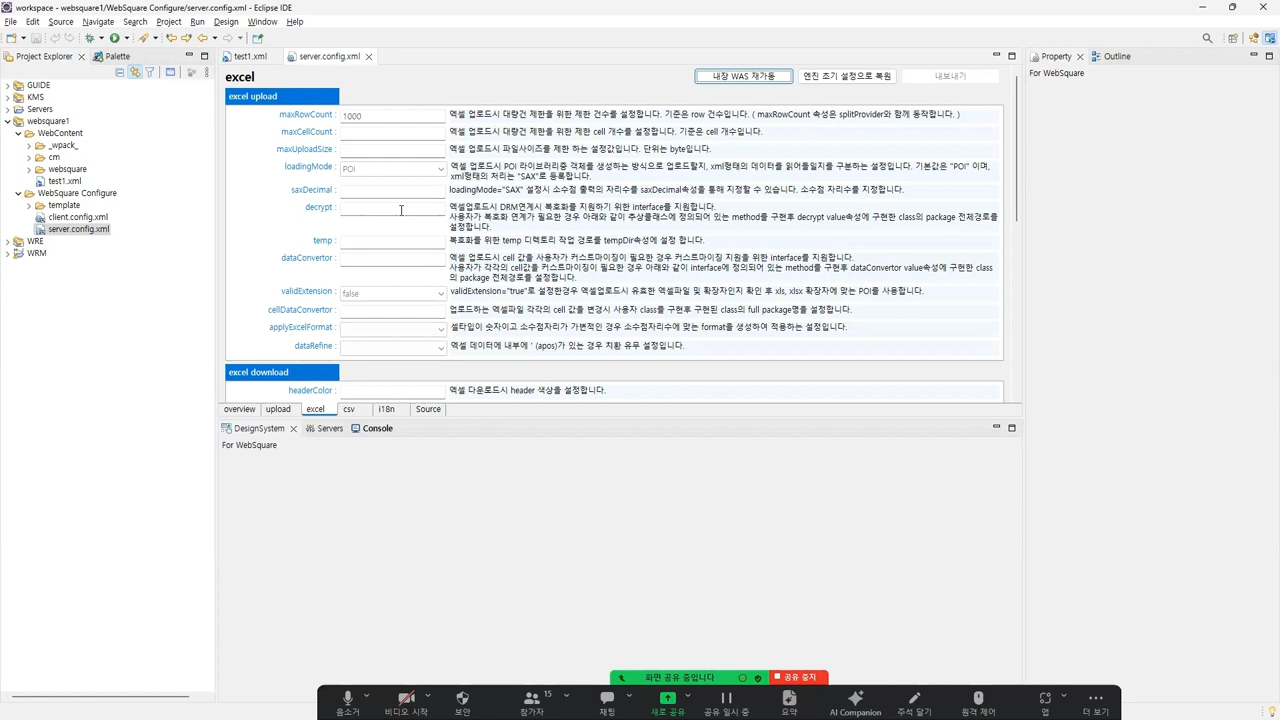 workspace - websquare1/WebSquare Configure/server.config.xml - Eclipse IDE
File Edit Source Navigate Search Project Run Design Window Help
Project Explorer
Palette
test1.xml
server.config.xml
Property
Outline
For WebSquare
GUIDE
KMS
Servers
websquare1
WebContent
_wpack_
cm
websquare
test1.xml
WebSquare Configure
template
client.config.xml
server.config.xml
WRE
WRM
excel
내장 WAS 재가동
엔진 초기 설정으로 복원
내보내기
excel upload
maxRowCount : 1000 엑셀 업로드시 대량건 제한을 위한 제한 건수를 설정합니다. 기준은 row 건수입니다. ( maxRowCount 속성은 splitProvider와 함께 동작합니다. )
maxCellCount : 엑셀 업로드시 대량건 제한을 위한 제한 cell 개수를 설정합니다. 기준은 cell 개수입니다.
maxUploadSize : 엑셀 업로드시 파일사이즈를 제한 하는 설정값입니다. 단위는 byte입니다.
loadingMode : POI 엑셀 업로드시 POI 라이브러리중 객체를 생성하는 방식으로 업로드할지, xml형태의 데이터를 읽어들일지를 구분하는 설정입니다. 기본값은 "POI" 이며,
xml형태의 처리는 "SAX"로 등록합니다.
saxDecimal : loadingMode="SAX" 설정시 소수점 출력의 자리수를 saxDecimal속성을 통해 지정할 수 있습니다. 소수점 자리수를 지정합니다.
decrypt : 엑셀업로드시 DRM연계시 복호화를 지원하기 위한 interface를 지원합니다.
사용자가 복호화 연계가 필요한 경우 아래와 같이 추상클래스에 정의되어 있는 method를 구현후 decrypt value속성에 구현한 class의 package 전체경로를
설정합니다.
temp : 복호화를 위한 temp 디렉토리 작업 경로를 tempDir속성에 설정 합니다.
dataConvertor : 엑셀 업로드시 cell 값을 사용자가 커스트마이징이 필요한 경우 커스트마이징 지원을 위한 interface를 지원합니다.
사용자가 각각의 cell값을 커스트마이징이 필요한 경우 아래와 같이 interface에 정의되어 있는 method를 구현후 dataConvertor value속성에 구현한 class
의 package 전체경로를 설정합니다.
validExtension : false validExtension="true"로 설정한경우 엑셀업로드시 유효한 엑셀파일 및 확장자인지 확인 후 xls, xlsx 확장자에 맞는 POI를 사용합니다.
cellDataConvertor : 업로드하는 엑셀파일 각각의 cell 값을 변경시 사용자 class를 구현후 구현된 class의 full package명을 설정합니다.
applyExcelFormat : 셀타입이 숫자이고 소수점자리가 가변적인 경우 소수점자리수에 맞는 format를 생성하여 적용하는 설정입니다.
dataRefine : 엑셀 데이터에 내부에 ' (apos)가 있는 경우 치환 유무 설정입니다.
excel download
headerColor : 엑셀 다운로드시 header 색상을 설정합니다.
overview upload excel csv i18n Source
DesignSystem
Servers
Console
For WebSquare
화면 공유 중입니다
공유 중지
15
음소거
비디오 시작
보안
참가자
채팅
새로 공유
공유 일시 중
요약
AI Companion
주석 달기
원격 제어
앱
더 보기